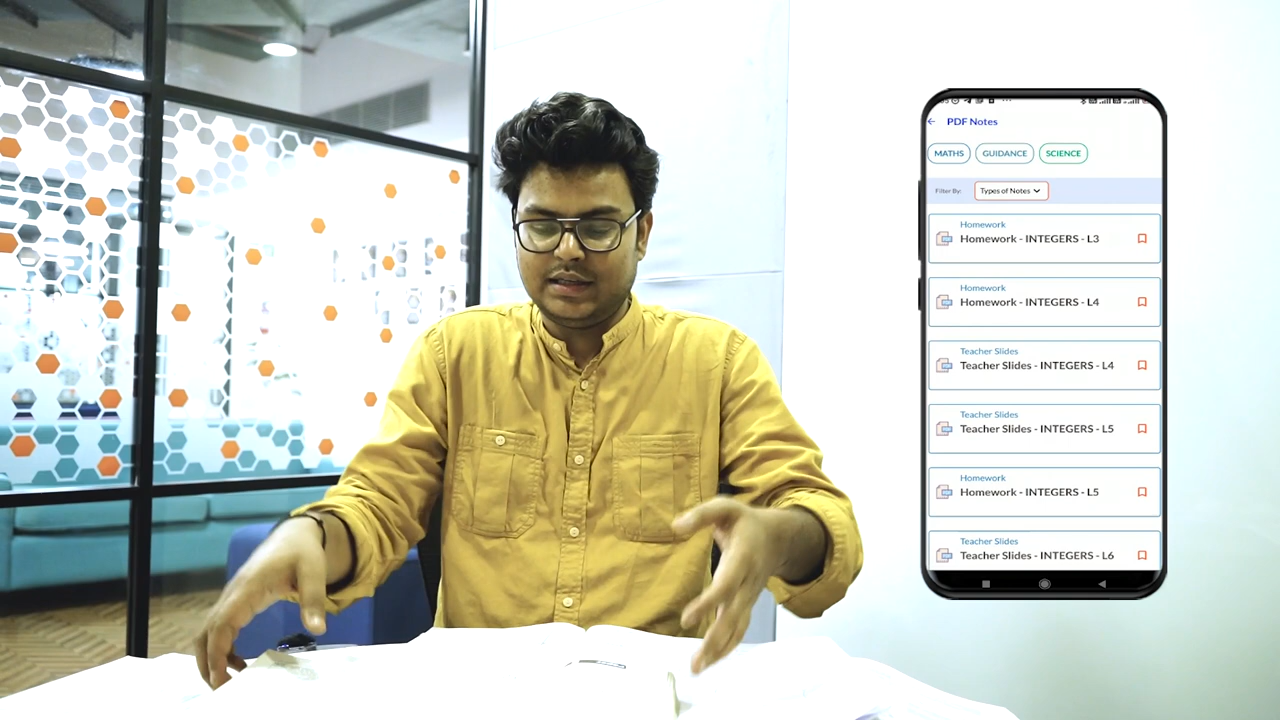 PDF Notes
MATHS GUIDANCE SCIENCE
Filter By: Types of Notes
Homework
Homework - INTEGERS - L3
Homework
Homework - INTEGERS - L4
Teacher Slides
Teacher Slides - INTEGERS - L4
Teacher Slides
Teacher Slides - INTEGERS - L5
Homework
Homework - INTEGERS - L5
Teacher Slides
Teacher Slides - INTEGERS - L6